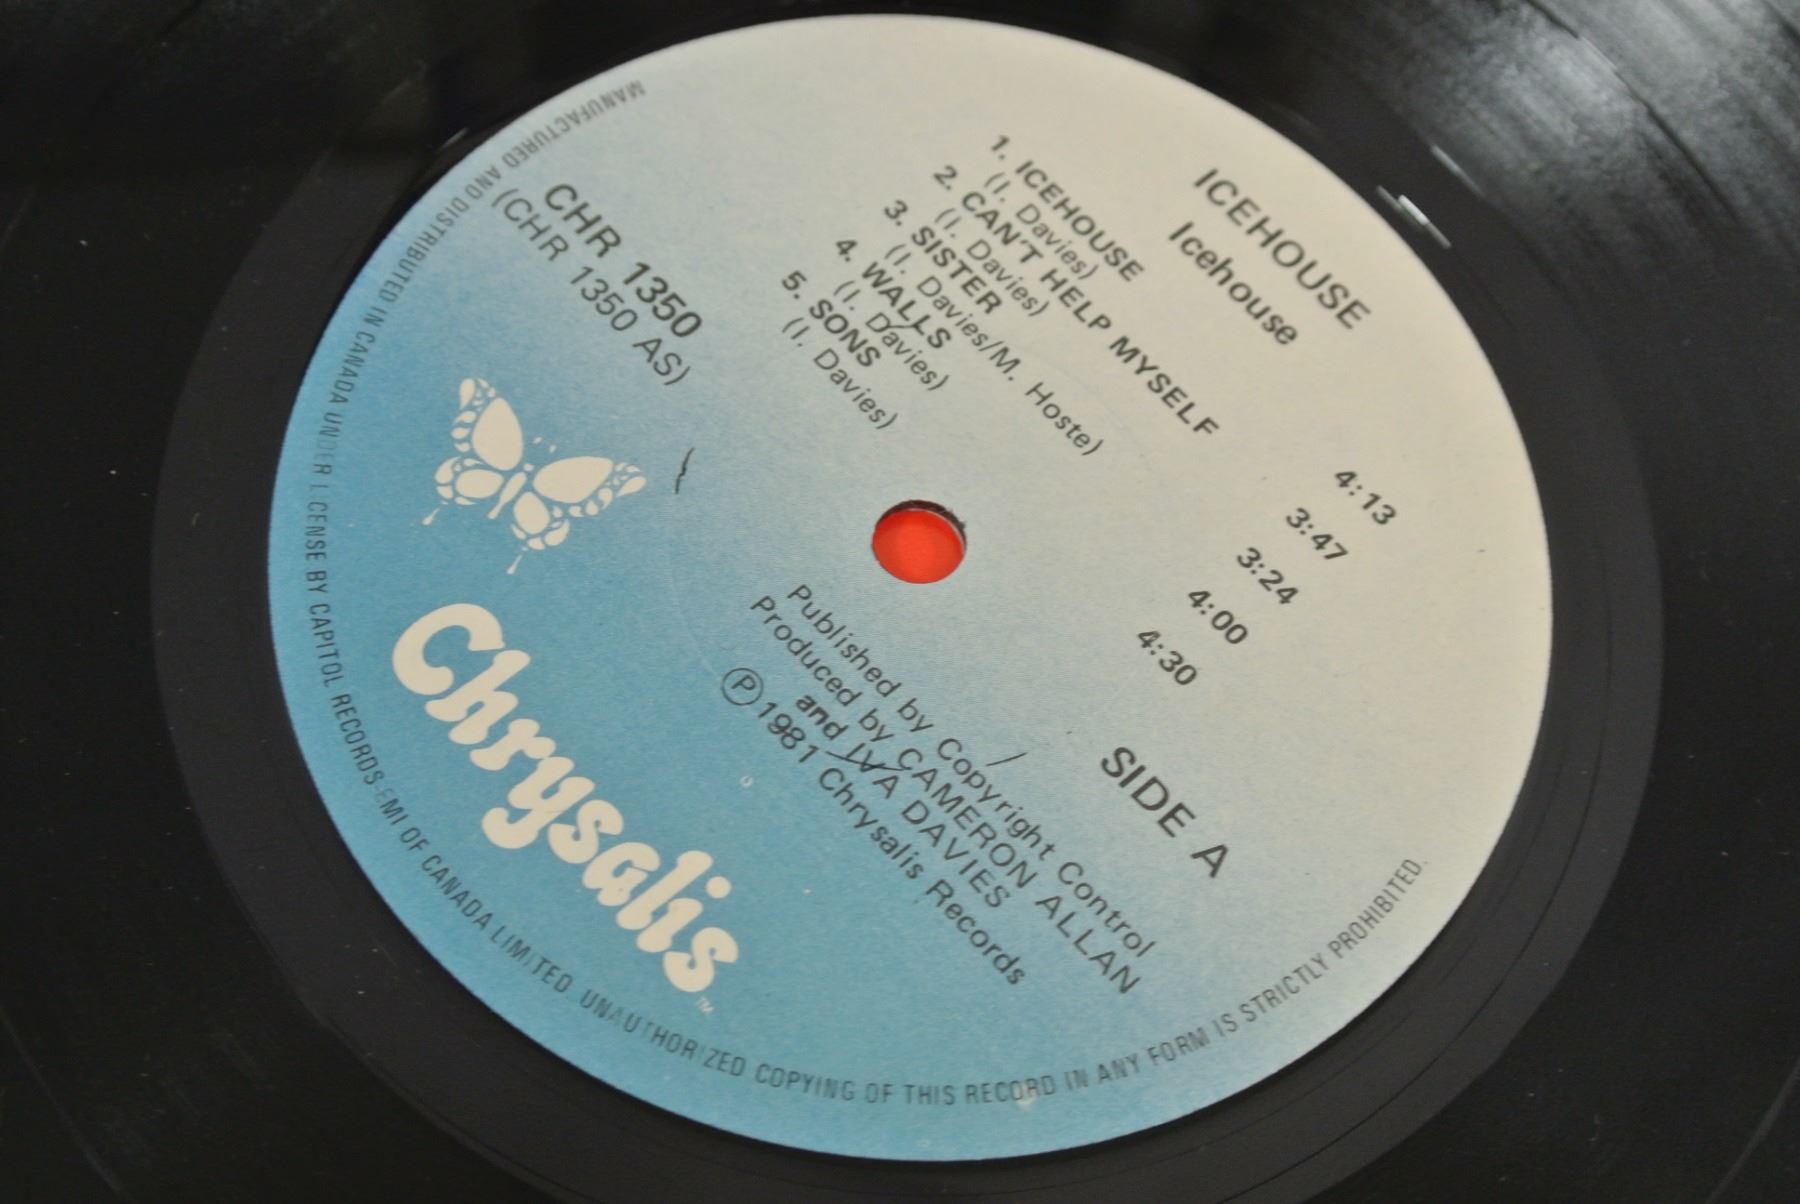 ICEHOUSE
Icehouse
1. ICEHOUSE 4:13
(I. Davies)
2. CAN'T HELP MYSELF 3:47
(I. Davies)
3. SISTER 3:24
(I. Davies/M. Hoste)
4. WALLS 4:00
(I. Davies)
5. SONS 4:30
(I. Davies)
CHR 1350
(CHR 1350 AS)
SIDE A
Published by Copyright Control
Produced by CAMERON ALLAN
and IVA DAVIES
Ⓟ 1981 Chrysalis Records
Chrysalis™
MANUFACTURED AND DISTRIBUTED IN CANADA UNDER LICENSE BY CAPITOL RECORDS-EMI OF CANADA LIMITED. UNAUTHORIZED COPYING OF THIS RECORD IN ANY FORM IS STRICTLY PROHIBITED.